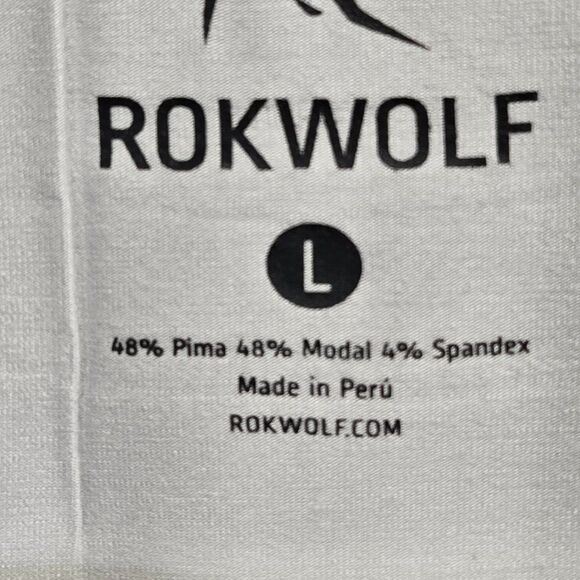 ROKWOLF
L
48% Pima 48% Modal 4% Spandex
Made in Perú
ROKWOLF.COM